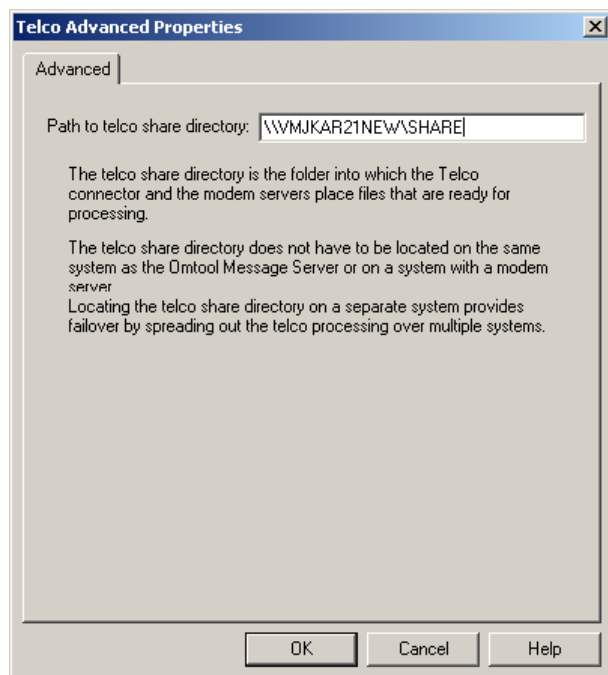 Telco Advanced Properties
Advanced
Path to telco share directory: \\VMJKAR21NEW\SHARE
The telco share directory is the folder into which the Telco
connector and the modem servers place files that are ready for
processing.
The telco share directory does not have to be located on the same
system as the Omtool Message Server or on a system with a modem
server
Locating the telco share directory on a separate system provides
failover by spreading out the telco processing over multiple systems.
OK Cancel Help